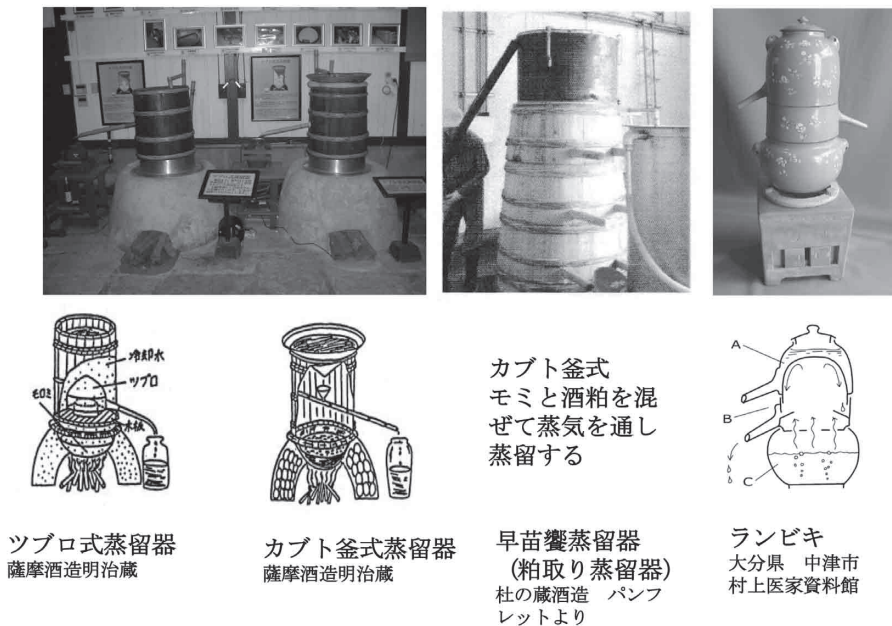 冷却水
ツブロ
モロミ
木板
カブト釜式
モミと酒粕を混
ぜて蒸気を通し
蒸留する
A
B
C
ツブロ式蒸留器
薩摩酒造明治蔵
カブト釜式蒸留器
薩摩酒造明治蔵
早苗饗蒸留器
(粕取り蒸留器)
杜の蔵酒造　パンフ
レットより
ランビキ
大分県　中津市
村上医家資料館